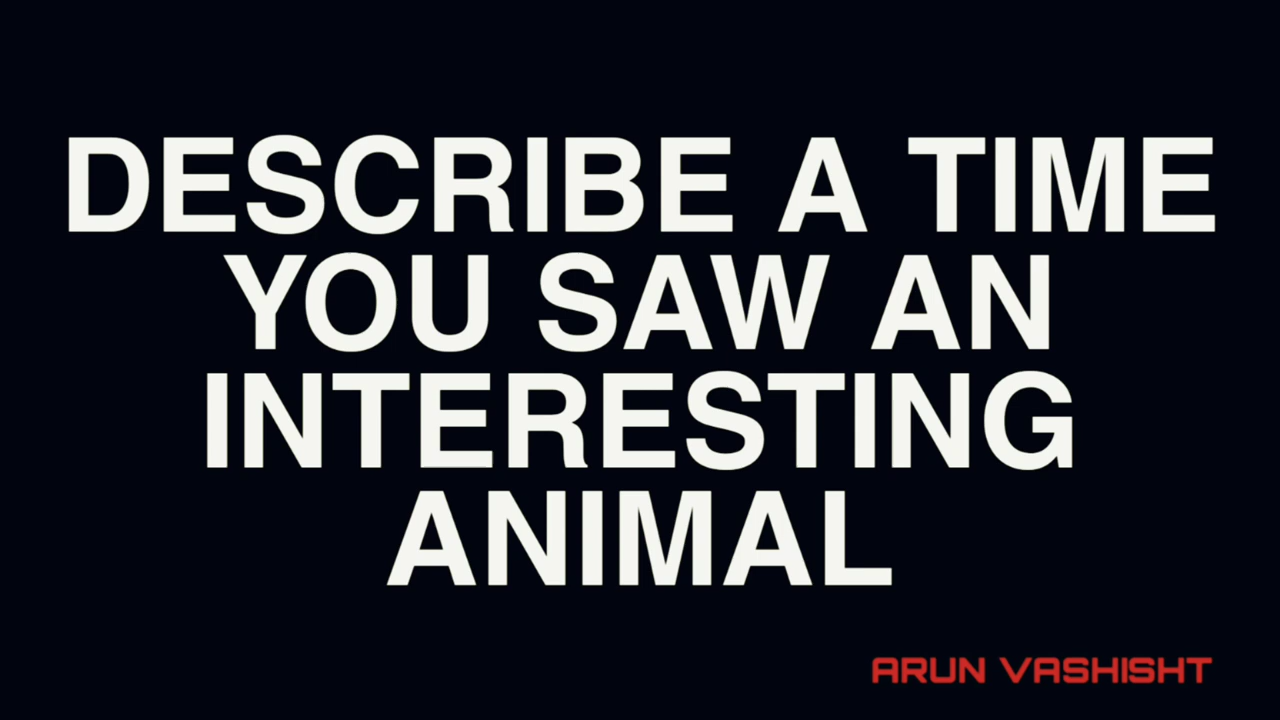 DESCRIBE A TIME
YOU SAW AN
INTERESTING
ANIMAL
ARUN VASHISHT